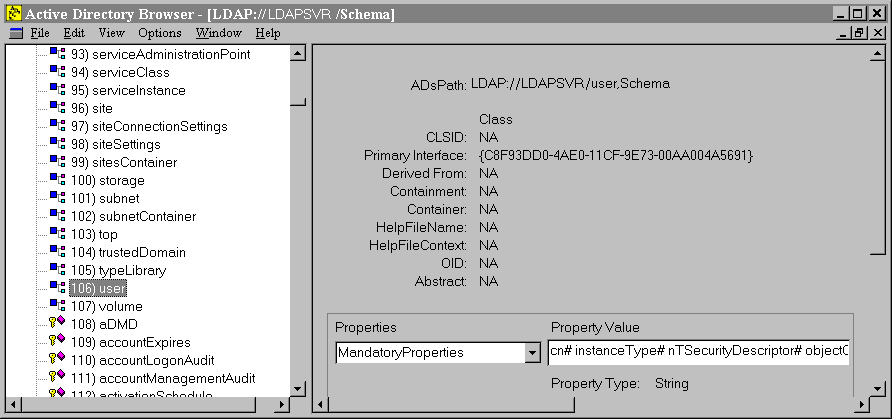 Active Directory Browser - [LDAP://LDAPSVR /Schema]
File Edit View Options Window Help
93) serviceAdministrationPoint
94) serviceClass
95) serviceInstance
96) site
97) siteConnectionSettings
98) siteSettings
99) sitesContainer
100) storage
101) subnet
102) subnetContainer
103) top
104) trustedDomain
105) typeLibrary
106) user
107) volume
108) aDMD
109) accountExpires
110) accountLogonAudit
111) accountManagementAudit
112) activationSchedule
ADsPath: LDAP://LDAPSVR/user,Schema
Class
CLSID: NA
Primary Interface: {C8F93DD0-4AE0-11CF-9E73-00AA004A5691}
Derived From: NA
Containment: NA
Container: NA
HelpFileName: NA
HelpFileContext: NA
OID: NA
Abstract: NA
Properties Property Value
MandatoryProperties cn# instanceType# nTSecurityDescriptor# objectC
Property Type: String